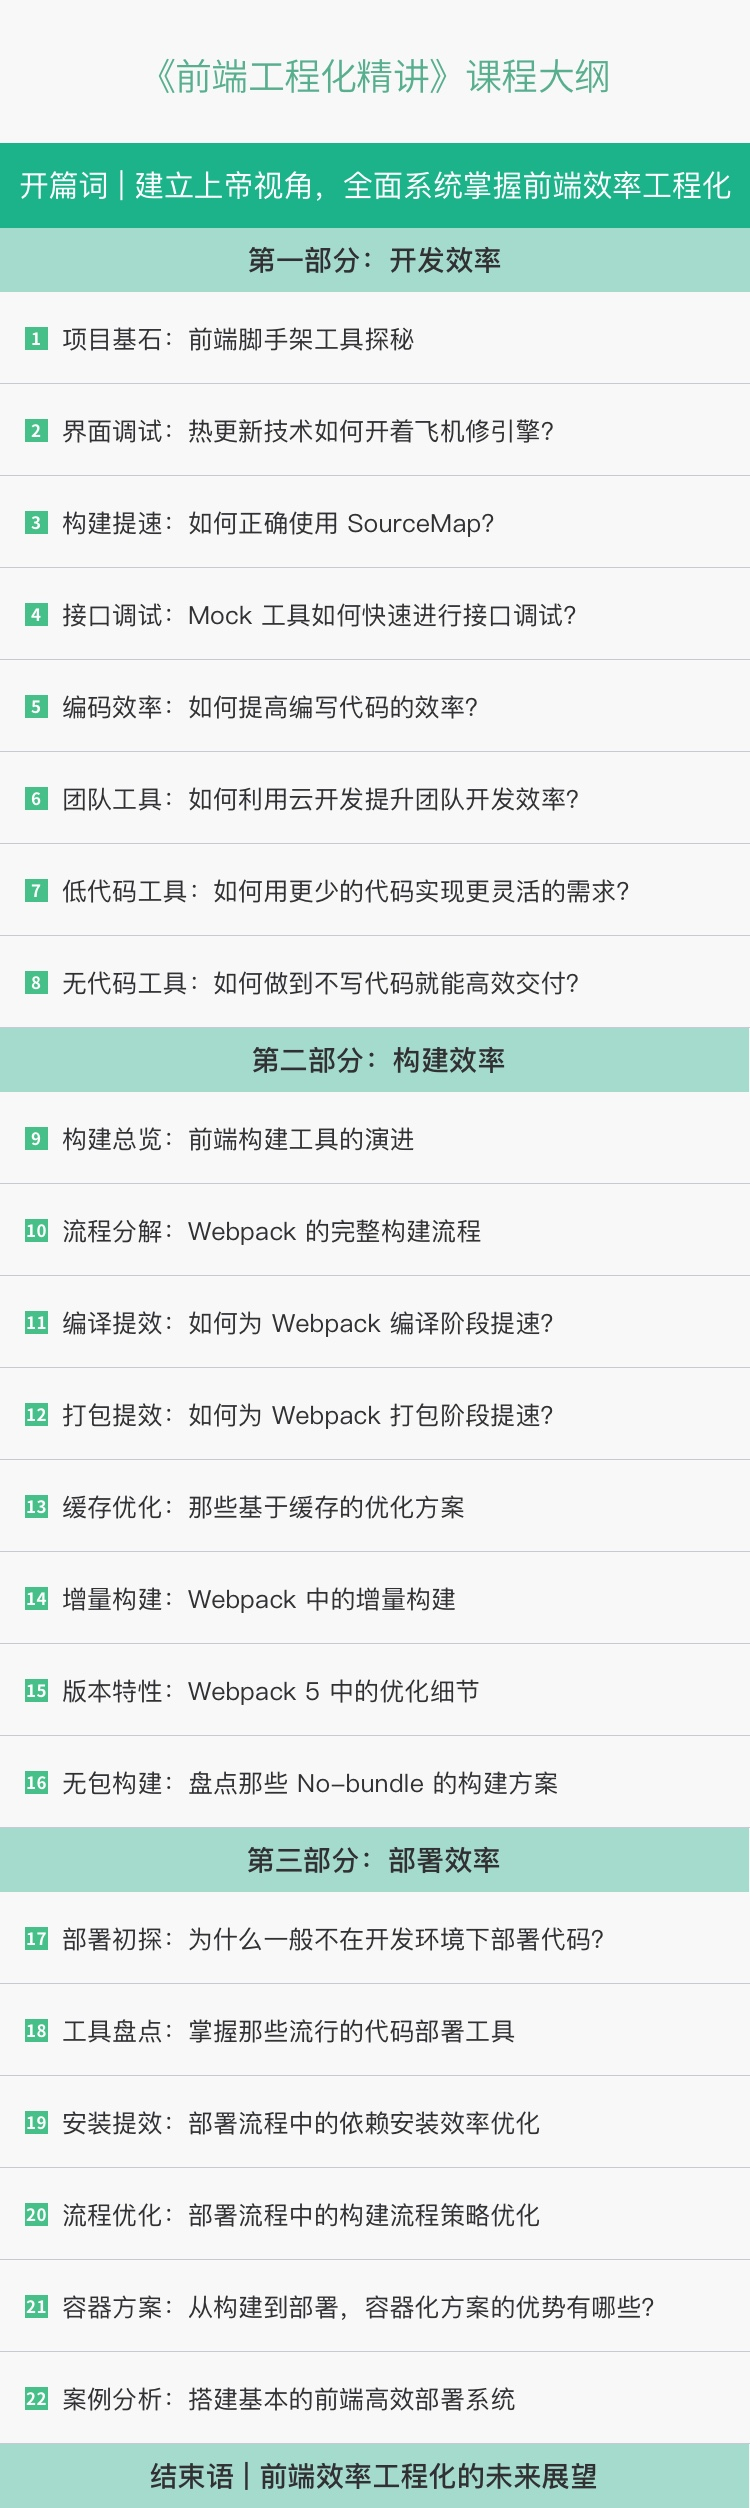 《前端工程化精讲》课程大纲
开篇词 | 建立上帝视角，全面系统掌握前端效率工程化
第一部分：开发效率
1 项目基石：前端脚手架工具探秘
2 界面调试：热更新技术如何开着飞机修引擎？
3 构建提速：如何正确使用 SourceMap？
4 接口调试：Mock 工具如何快速进行接口调试？
5 编码效率：如何提高编写代码的效率？
6 团队工具：如何利用云开发提升团队开发效率？
7 低代码工具：如何用更少的代码实现更灵活的需求？
8 无代码工具：如何做到不写代码就能高效交付？
第二部分：构建效率
9 构建总览：前端构建工具的演进
10 流程分解：Webpack 的完整构建流程
11 编译提效：如何为 Webpack 编译阶段提速？
12 打包提效：如何为 Webpack 打包阶段提速？
13 缓存优化：那些基于缓存的优化方案
14 增量构建：Webpack 中的增量构建
15 版本特性：Webpack 5 中的优化细节
16 无包构建：盘点那些 No-bundle 的构建方案
第三部分：部署效率
17 部署初探：为什么一般不在开发环境下部署代码？
18 工具盘点：掌握那些流行的代码部署工具
19 安装提效：部署流程中的依赖安装效率优化
20 流程优化：部署流程中的构建流程策略优化
21 容器方案：从构建到部署，容器化方案的优势有哪些？
22 案例分析：搭建基本的前端高效部署系统
结束语 | 前端效率工程化的未来展望